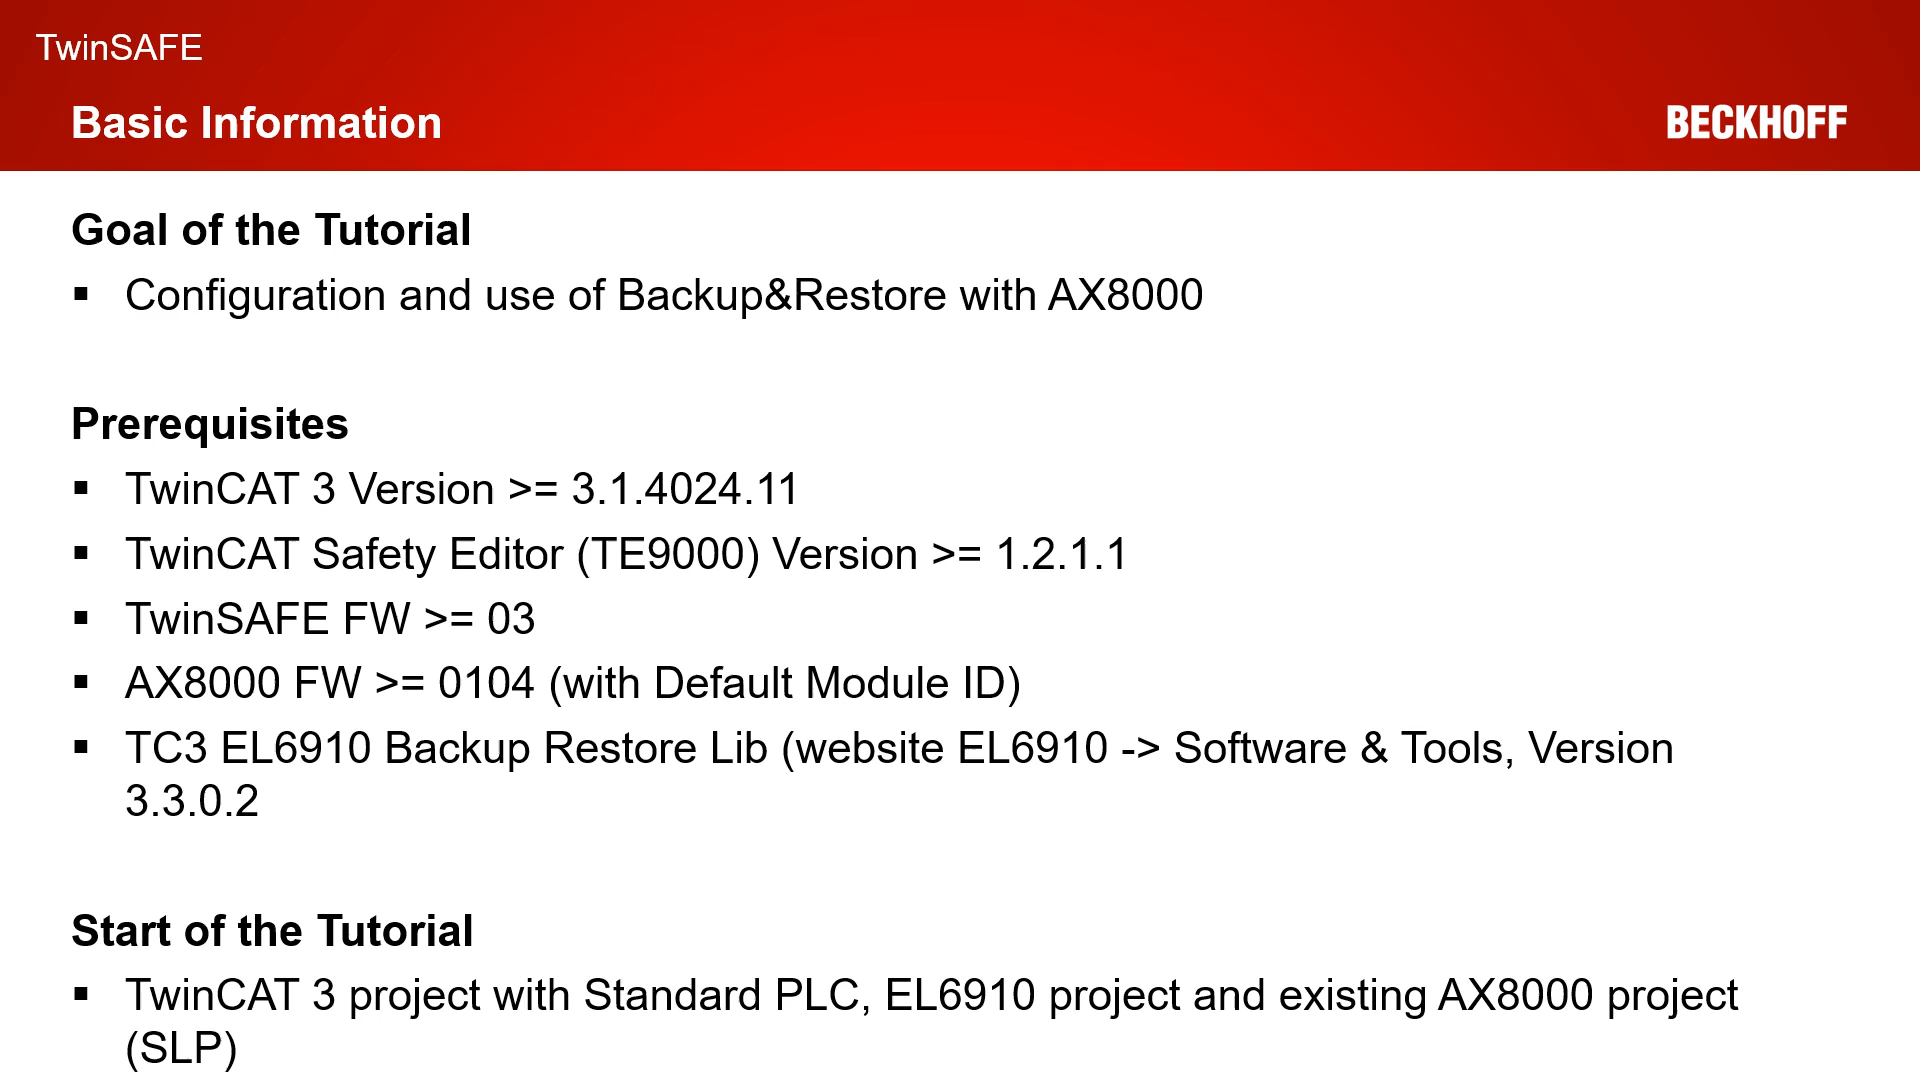 TwinSAFE
Basic Information
BECKHOFF
Goal of the Tutorial
▪ Configuration and use of Backup&Restore with AX8000
Prerequisites
▪ TwinCAT 3 Version >= 3.1.4024.11
▪ TwinCAT Safety Editor (TE9000) Version >= 1.2.1.1
▪ TwinSAFE FW >= 03
▪ AX8000 FW >= 0104 (with Default Module ID)
▪ TC3 EL6910 Backup Restore Lib (website EL6910 -> Software & Tools, Version
3.3.0.2
Start of the Tutorial
▪ TwinCAT 3 project with Standard PLC, EL6910 project and existing AX8000 project
(SLP)